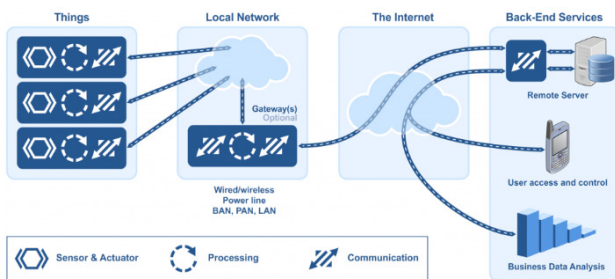 Things
Local Network
The Internet
Back-End Services
Gateway(s)
Optional
Remote Server
Wired/wireless
Power line
BAN, PAN, LAN
User access and control
Sensor & Actuator
Processing
Communication
Business Data Analysis